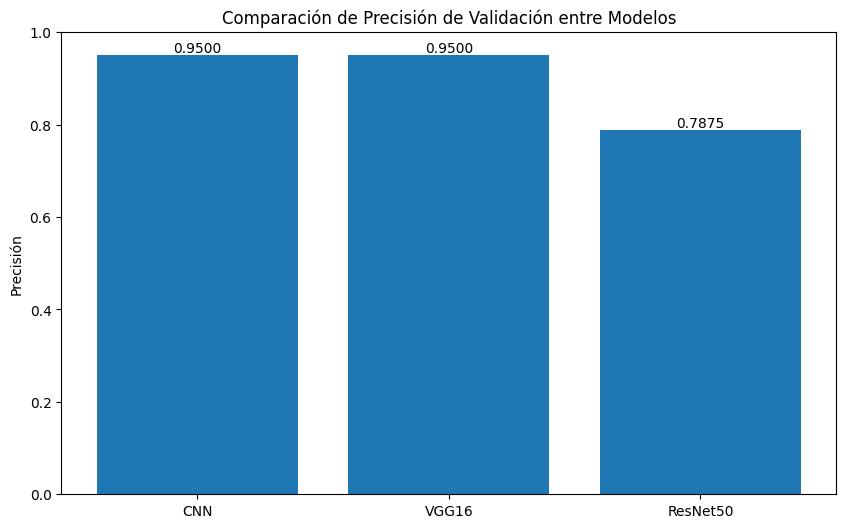 Comparación de Precisión de Validación entre Modelos
1.0
0.8
0.6
0.4
0.2
0.0
Precisión
0.9500
0.9500
0.7875
CNN
VGG16
ResNet50